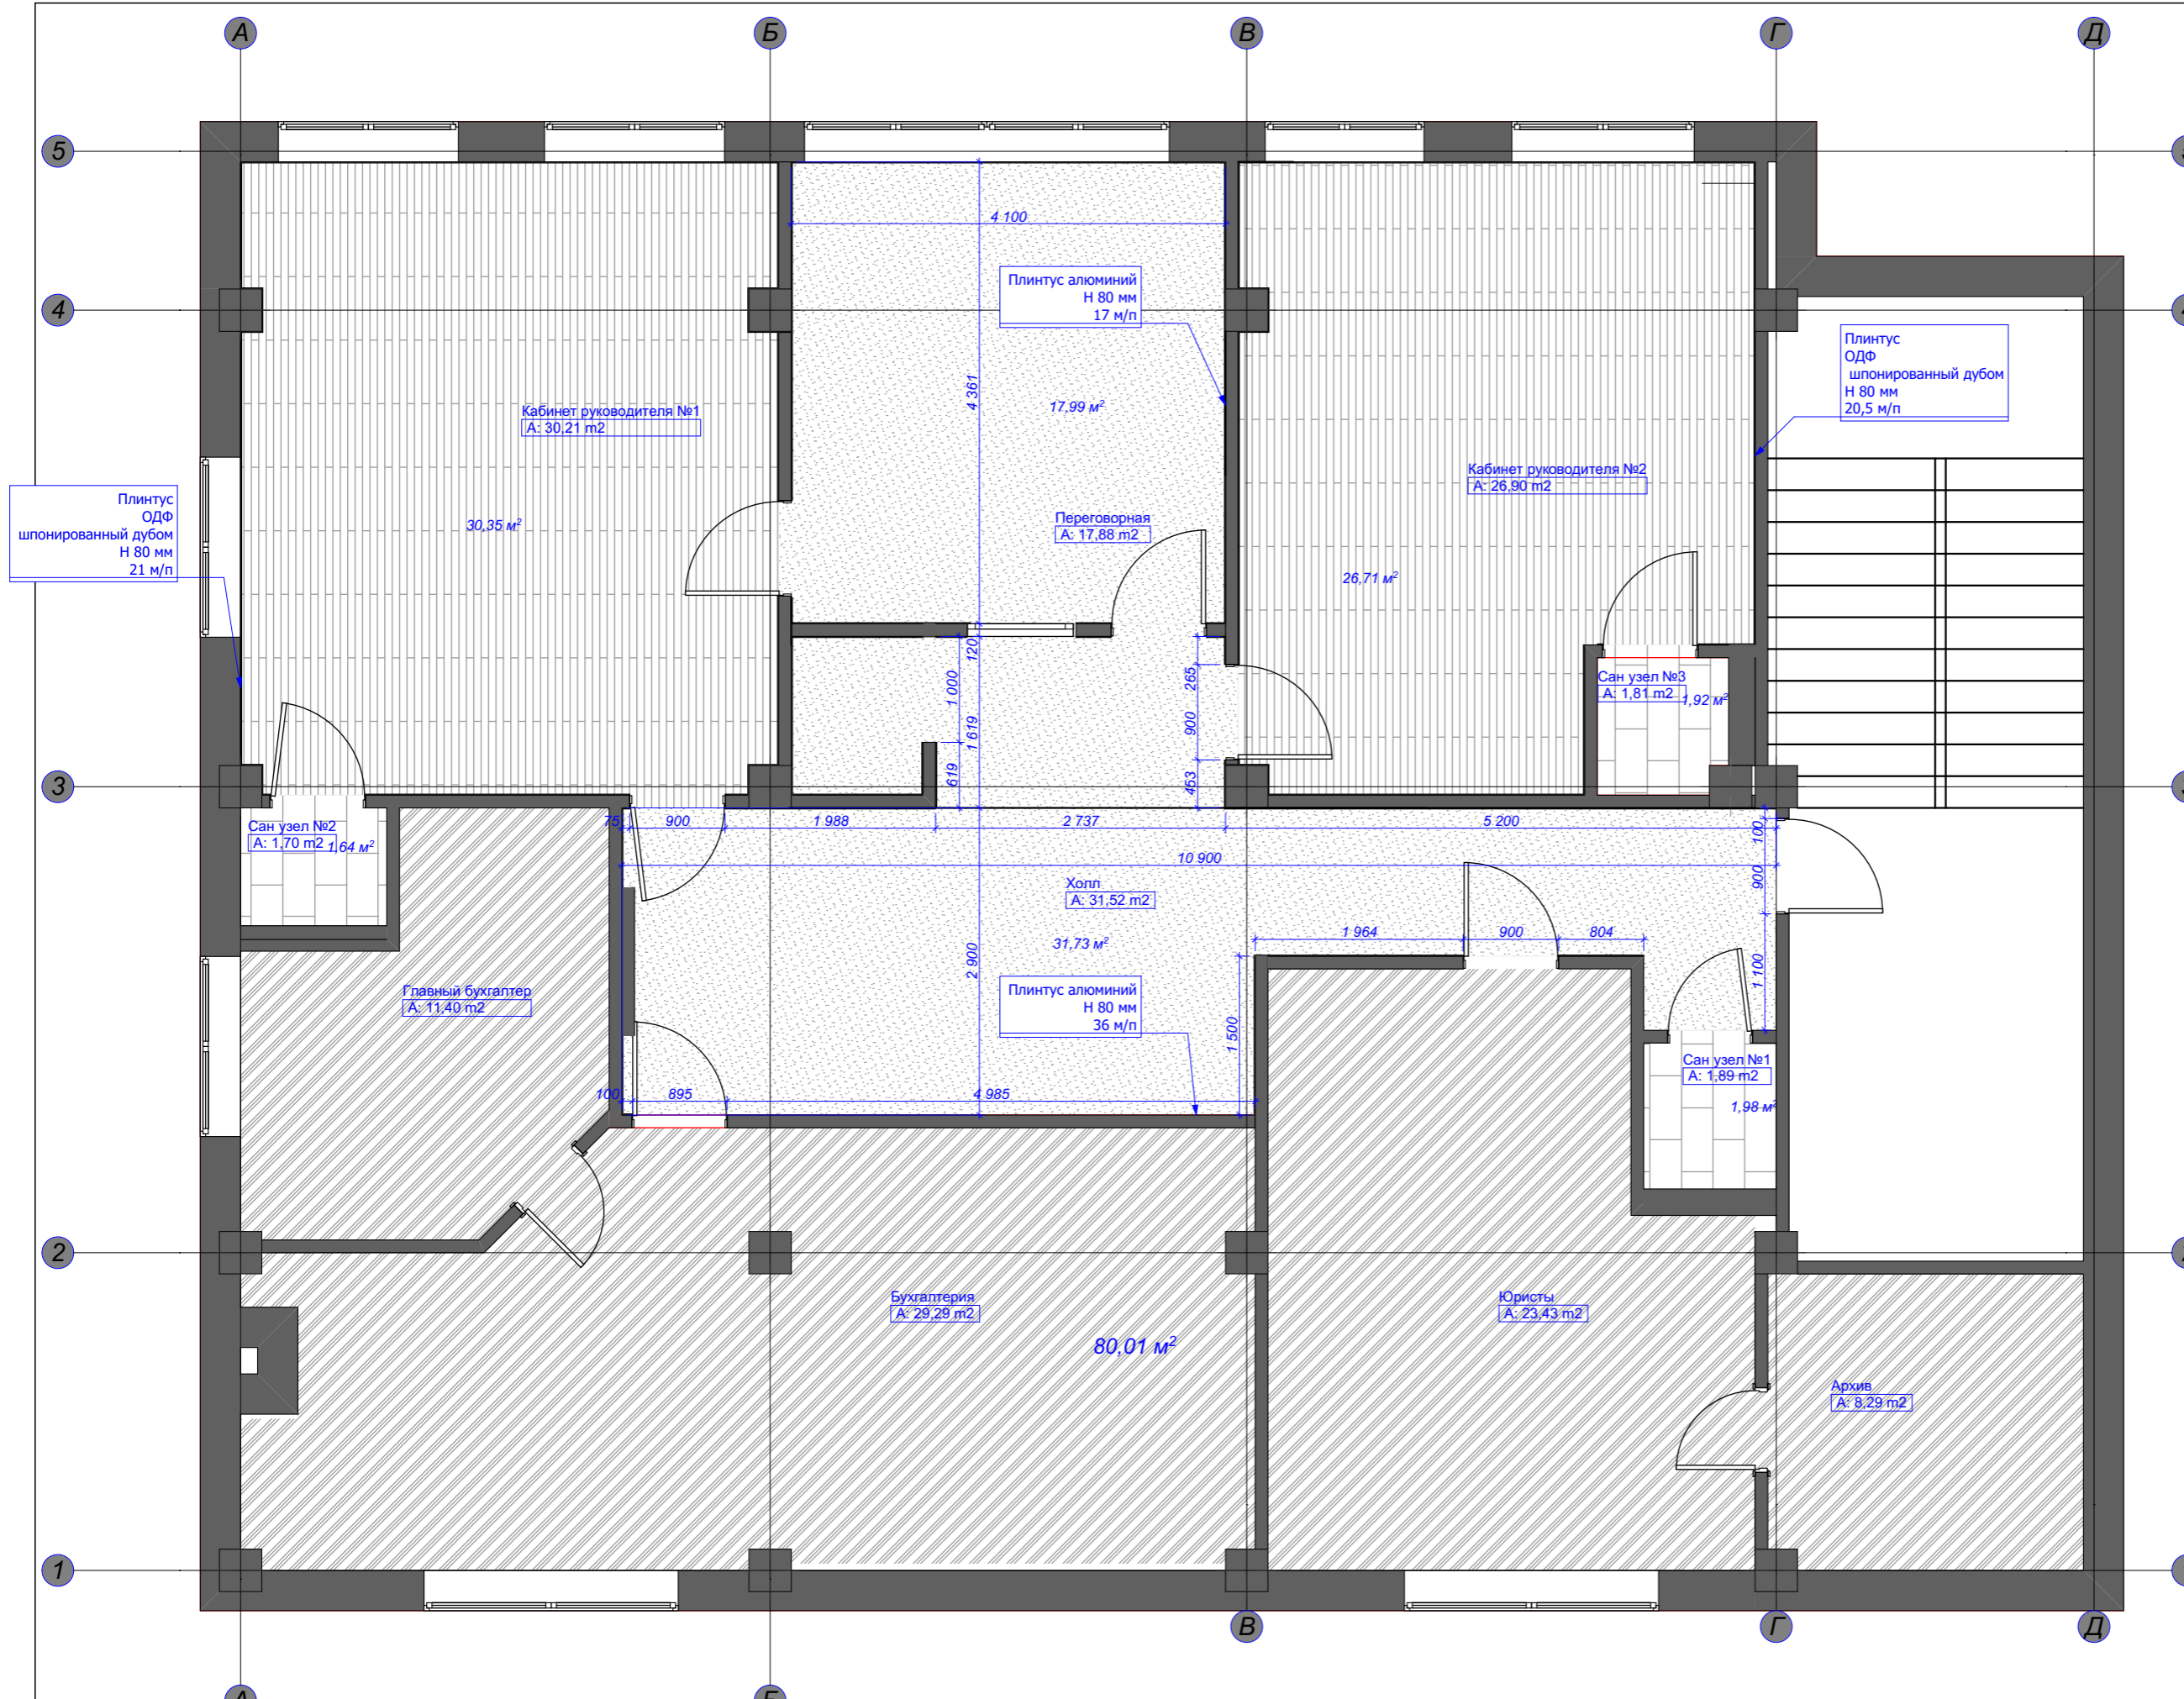 А
Б
В
Г
Д
5
4 100
4
Плинтус алюминий
Н 80 мм
17 м/п
Плинтус
ОДФ
шпонированный дубом
Н 80 мм
20,5 м/п
4 361
17,99 м²
Кабинет руководителя №1
А: 30,21 m2
Кабинет руководителя №2
А: 26,90 m2
Плинтус
ОДФ
шпонированный дубом
Н 80 мм
21 м/п
30,35 м²
Переговорная
А: 17,88 m2
26,71 м²
120
1 000
1 619
619
265
900
453
Сан узел №3
А: 1,81 m2
1,92 м²
3
75
900
1 988
2 737
5 200
100
Сан узел №2
А: 1,70 m2
1,64 м²
10 900
900
Холл
А: 31,52 m2
31,73 м²
2 900
1 964
900
804
1 100
Главный бухгалтер
А: 11,40 m2
Плинтус алюминий
Н 80 мм
36 м/п
1 500
Сан узел №1
А: 1,89 m2
1,98 м²
100
895
4 985
2
Бухгалтерия
А: 29,29 m2
80,01 м²
Юристы
А: 23,43 m2
Архив
А: 8,29 m2
1
В
Г
Д